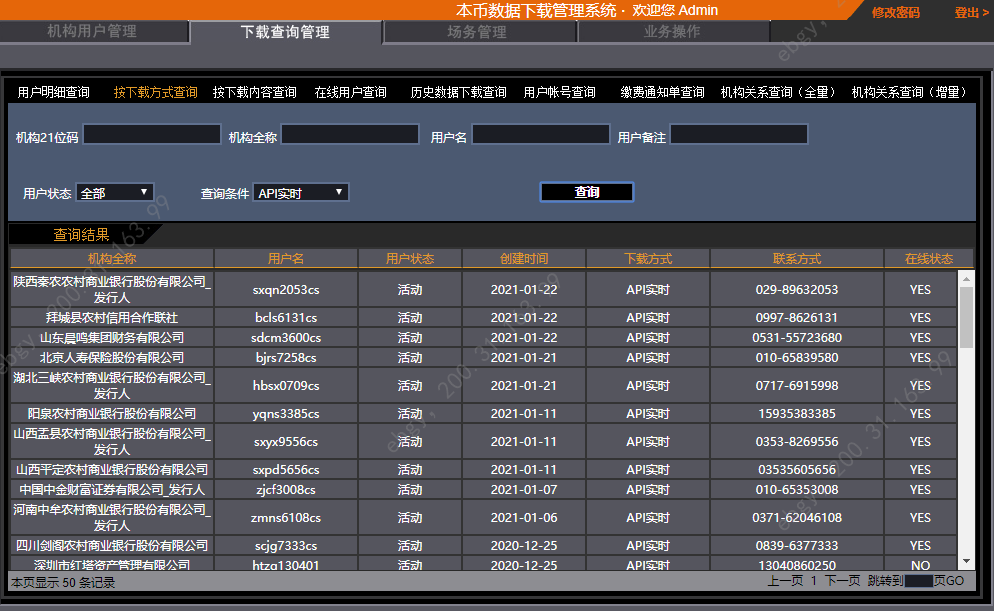 本币数据下载管理系统 · 欢迎您 Admin
修改密码 登出 >
机构用户管理 下载查询管理 场务管理 业务操作
用户明细查询 按下载方式查询 按下载内容查询 在线用户查询 历史数据下载查询 用户帐号查询 缴费通知单查询 机构关系查询（全量） 机构关系查询（增量）
机构21位码 机构全称 用户名 用户备注
用户状态 全部 查询条件 API实时 查询
查询结果
机构全称 用户名 用户状态 创建时间 下载方式 联系方式 在线状态
陕西秦农农村商业银行股份有限公司_
发行人 sxqn2053cs 活动 2021-01-22 API实时 029-89632053 YES
拜城县农村信用合作联社 bcls6131cs 活动 2021-01-22 API实时 0997-8626131 YES
山东晨鸣集团财务有限公司 sdcm3600cs 活动 2021-01-22 API实时 0531-55723680 YES
北京人寿保险股份有限公司 bjrs7258cs 活动 2021-01-21 API实时 010-65839580 YES
湖北三峡农村商业银行股份有限公司_
发行人 hbsx0709cs 活动 2021-01-21 API实时 0717-6915998 YES
阳泉农村商业银行股份有限公司 yqns3385cs 活动 2021-01-11 API实时 15935383385 YES
山西盂县农村商业银行股份有限公司_
发行人 sxyx9556cs 活动 2021-01-11 API实时 0353-8269556 YES
山西平定农村商业银行股份有限公司 sxpd5656cs 活动 2021-01-11 API实时 03535605656 YES
中国中金财富证券有限公司_发行人 zjcf3008cs 活动 2021-01-07 API实时 010-65353008 YES
河南中牟农村商业银行股份有限公司_
发行人 zmns6108cs 活动 2021-01-06 API实时 0371-62046108 YES
四川剑阁农村商业银行股份有限公司 scjg7333cs 活动 2020-12-25 API实时 0839-6377333 YES
深圳市红塔资产管理有限公司 htzg130401 活动 2020-12-25 API实时 13040860250 NO
本页显示 50 条记录 上一页 1 下一页 跳转到 页GO
ebgy, 200.31.163.99